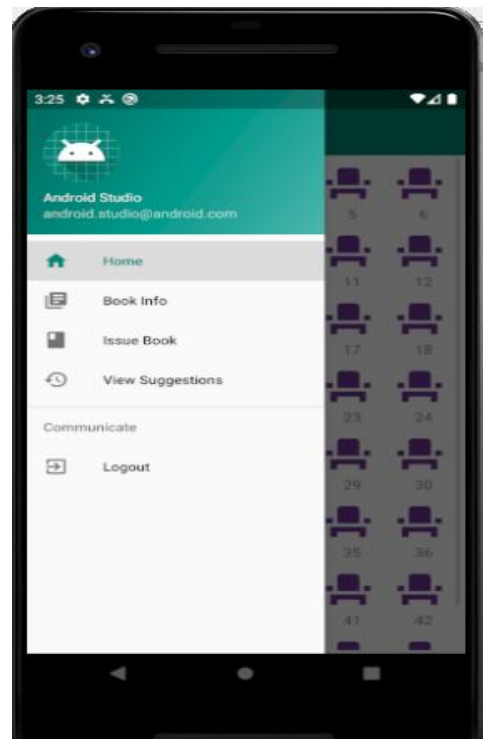 3:25
Android Studio
android.studio@android.com
Home
Book Info
Issue Book
View Suggestions
Communicate
Logout
5 6
11 12
17 18
23 24
29 30
35 36
41 42